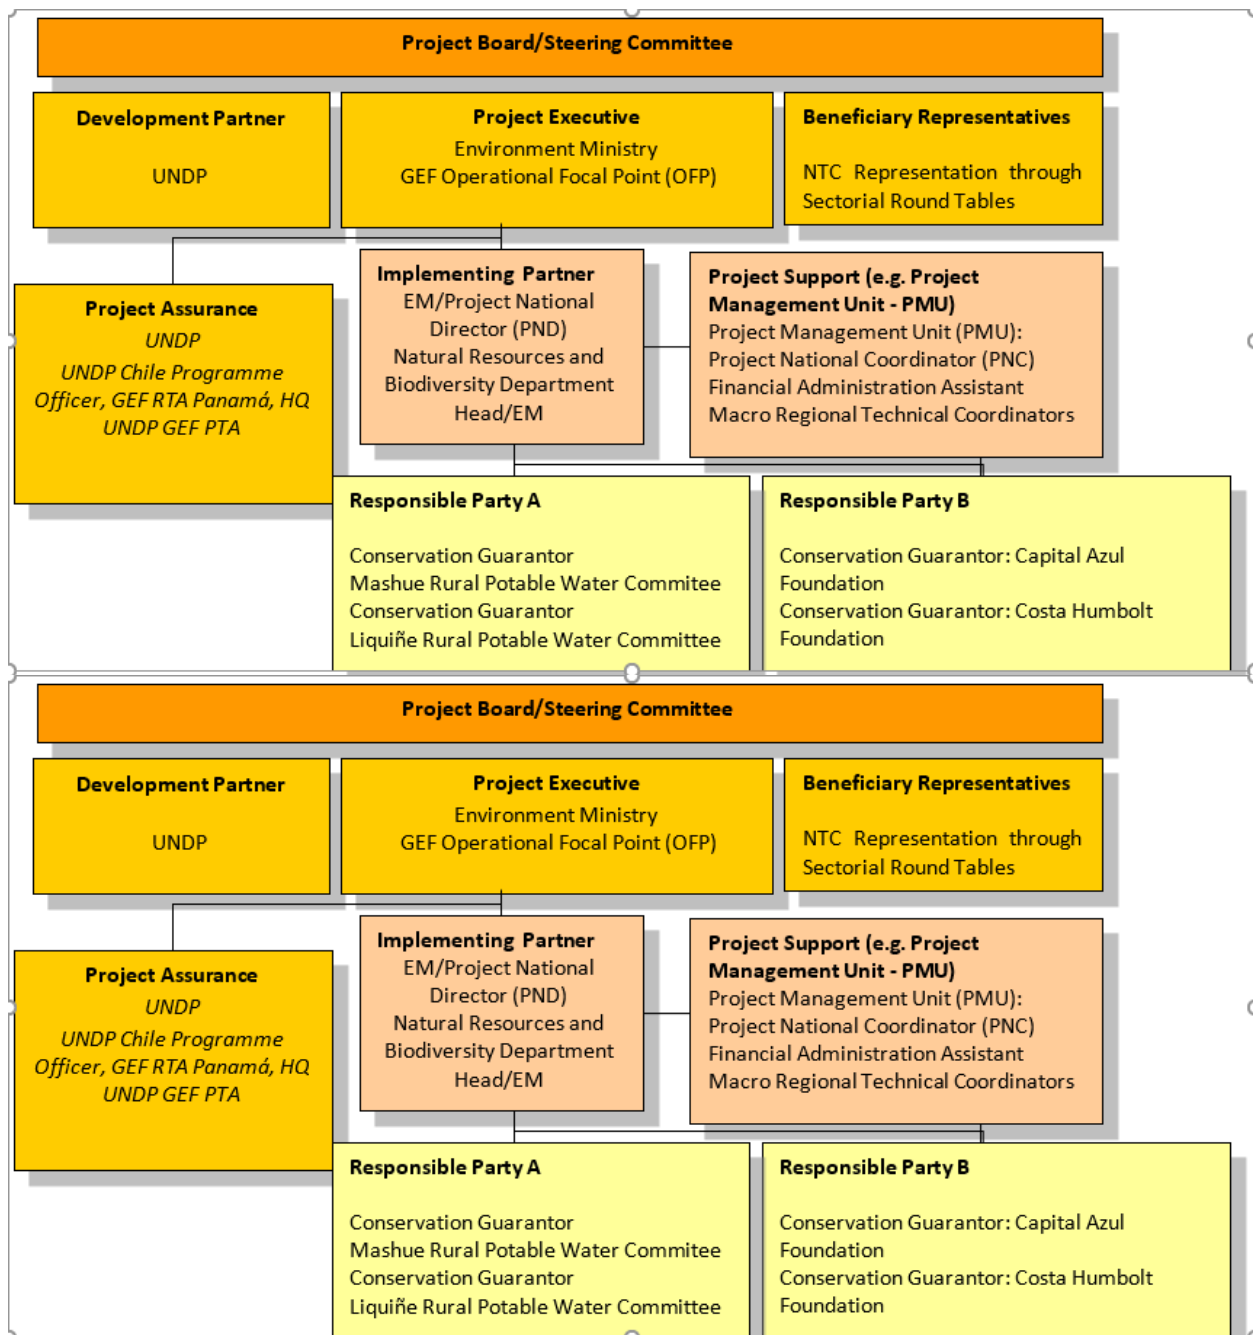 Project Board/Steering Committee
Development Partner
UNDP
Project Executive
Environment Ministry
GEF Operational Focal Point (OFP)
Beneficiary Representatives
NTC Representation through
Sectorial Round Tables
Project Assurance
UNDP
UNDP Chile Programme
Officer, GEF RTA Panamá, HQ
UNDP GEF PTA
Implementing Partner
EM/Project National
Director (PND)
Natural Resources and
Biodiversity Department
Head/EM
Project Support (e.g. Project
Management Unit - PMU)
Project Management Unit (PMU):
Project National Coordinator (PNC)
Financial Administration Assistant
Macro Regional Technical Coordinators
Responsible Party A
Conservation Guarantor
Mashue Rural Potable Water Commitee
Conservation Guarantor
Liquiñe Rural Potable Water Committee
Responsible Party B
Conservation Guarantor: Capital Azul
Foundation
Conservation Guarantor: Costa Humbolt
Foundation
Project Board/Steering Committee
Development Partner
UNDP
Project Executive
Environment Ministry
GEF Operational Focal Point (OFP)
Beneficiary Representatives
NTC Representation through
Sectorial Round Tables
Project Assurance
UNDP
UNDP Chile Programme
Officer, GEF RTA Panamá, HQ
UNDP GEF PTA
Implementing Partner
EM/Project National
Director (PND)
Natural Resources and
Biodiversity Department
Head/EM
Project Support (e.g. Project
Management Unit - PMU)
Project Management Unit (PMU):
Project National Coordinator (PNC)
Financial Administration Assistant
Macro Regional Technical Coordinators
Responsible Party A
Conservation Guarantor
Mashue Rural Potable Water Commitee
Conservation Guarantor
Liquiñe Rural Potable Water Committee
Responsible Party B
Conservation Guarantor: Capital Azul
Foundation
Conservation Guarantor: Costa Humbolt
Foundation